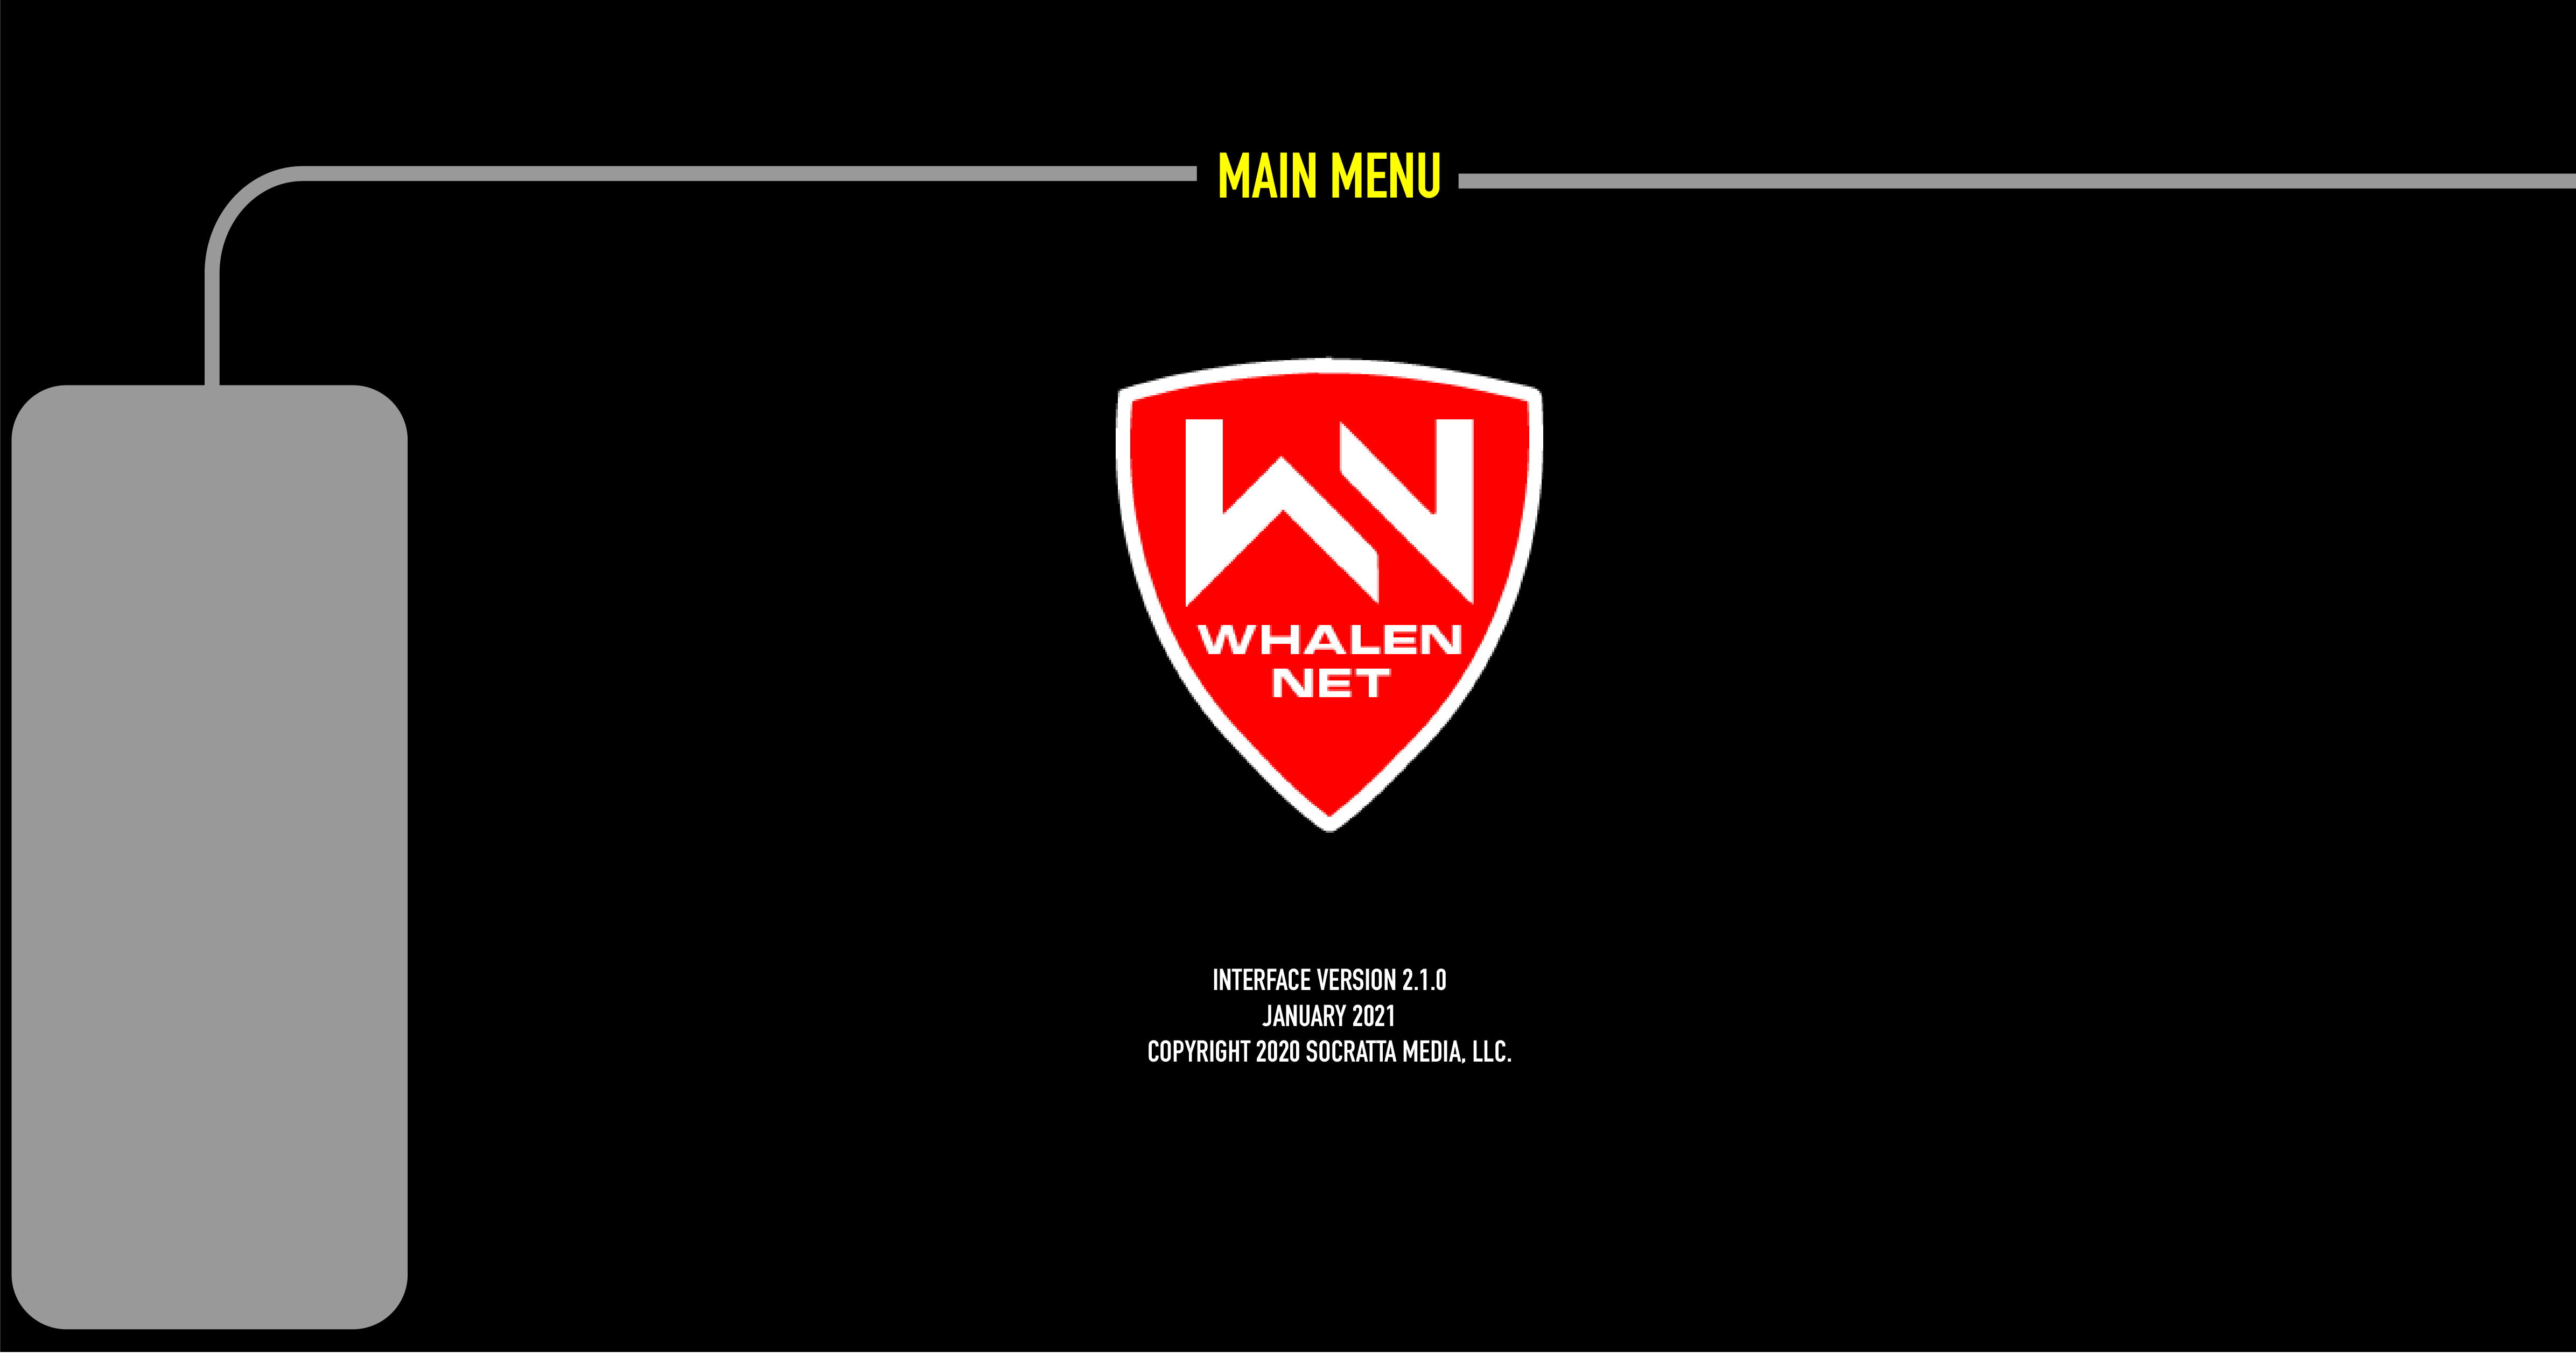 MAIN MENU
WHALEN
NET
INTERFACE VERSION 2.1.0
JANUARY 2021
COPYRIGHT 2020 SOCRATTA MEDIA, LLC.